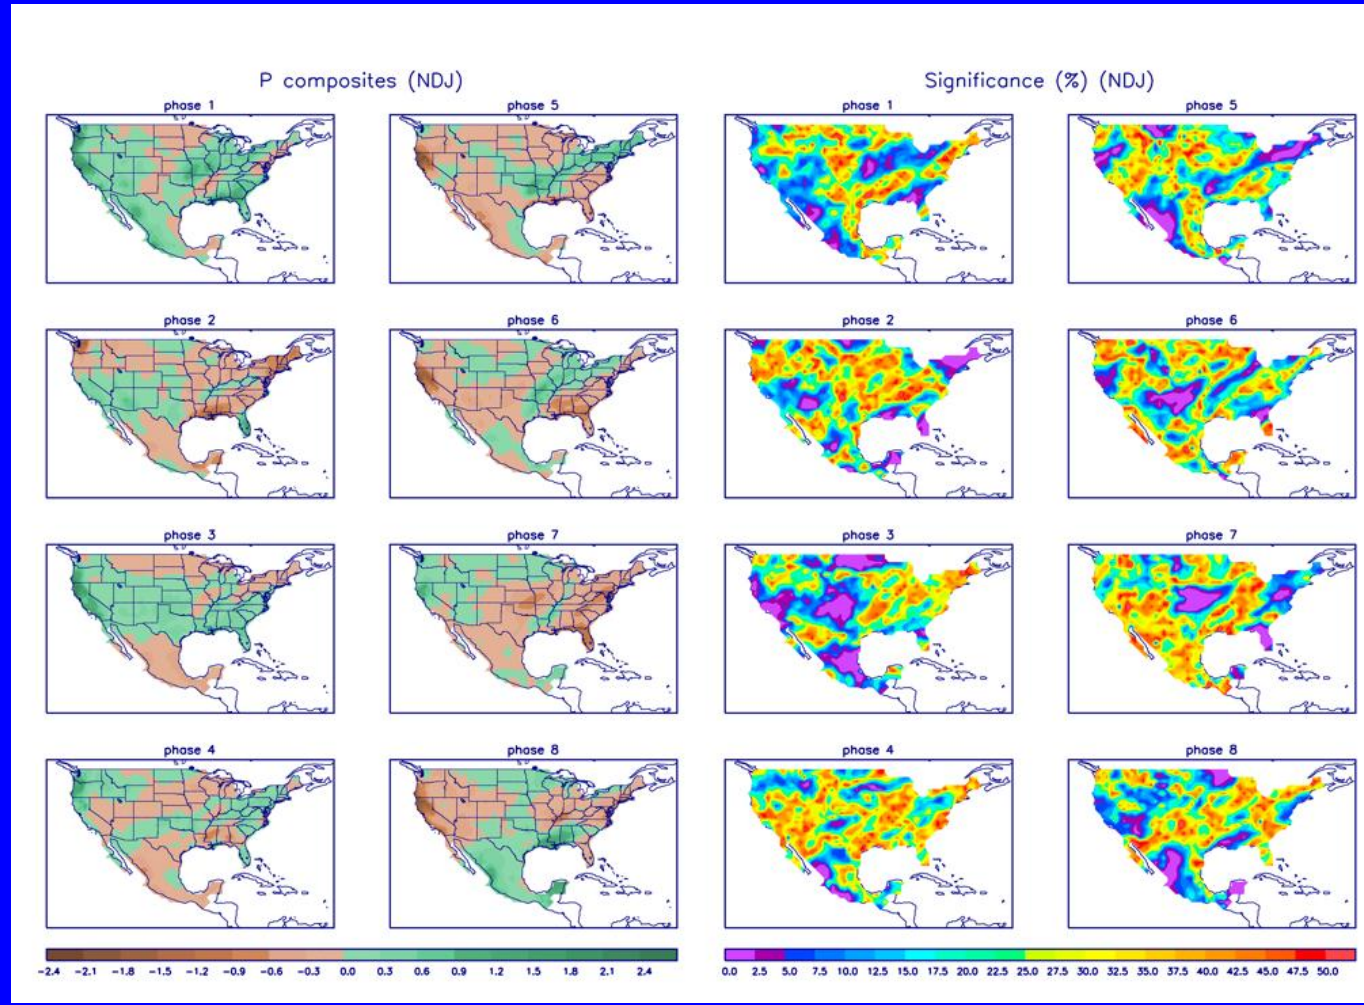 P composites (NDJ) Significance (%) (NDJ)
phase 1 phase 5 phase 1 phase 5
phase 2 phase 6 phase 2 phase 6
phase 3 phase 7 phase 3 phase 7
phase 4 phase 8 phase 4 phase 8
-2.4 -2.1 -1.8 -1.5 -1.2 -0.9 -0.6 -0.3 0.0 0.3 0.6 0.9 1.2 1.5 1.8 2.1 2.4 0.0 2.5 5.0 7.5 10.0 12.5 15.0 17.5 20.0 22.5 25.0 27.5 30.0 32.5 35.0 37.5 40.0 42.5 45.0 47.5 50.0